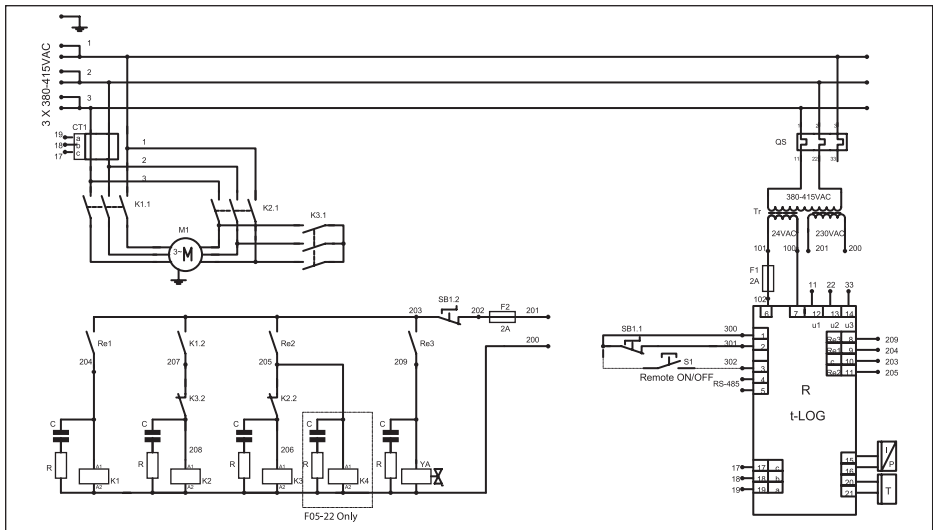 1
3 X 380-415VAC
2
3
CT1
19 a
18 b
17 c
1
2
3
K1.1
K2.1
K3.1
M1
3~M
QS
11 22 33
380-415VAC
Tr
24VAC
230VAC
101 100 201 200
F1
2A
102
11 22 33
6 7 12 13 14
u1 u2 u3
SB1.2
F2
203 202 201
2A
200
Re1
K1.2
Re2
Re3
204
207
205
209
K3.2
K2.2
C
C
C
C
C
208
206
R
R
R
R
R
A1
A1
A1
A1
YA
K1
K2
K3
K4
A2
A2
A2
A2
F05-22 Only
SB1.1
300
301
S1
302
Remote ON/OFF
RS-485
1
2
3
4
5
Re3 8 209
Re1 9 204
c 10 203
Re2 11 205
R
t-LOG
17 17 c
18 18 b
19 19 a
15
16
20
21
I
P
T